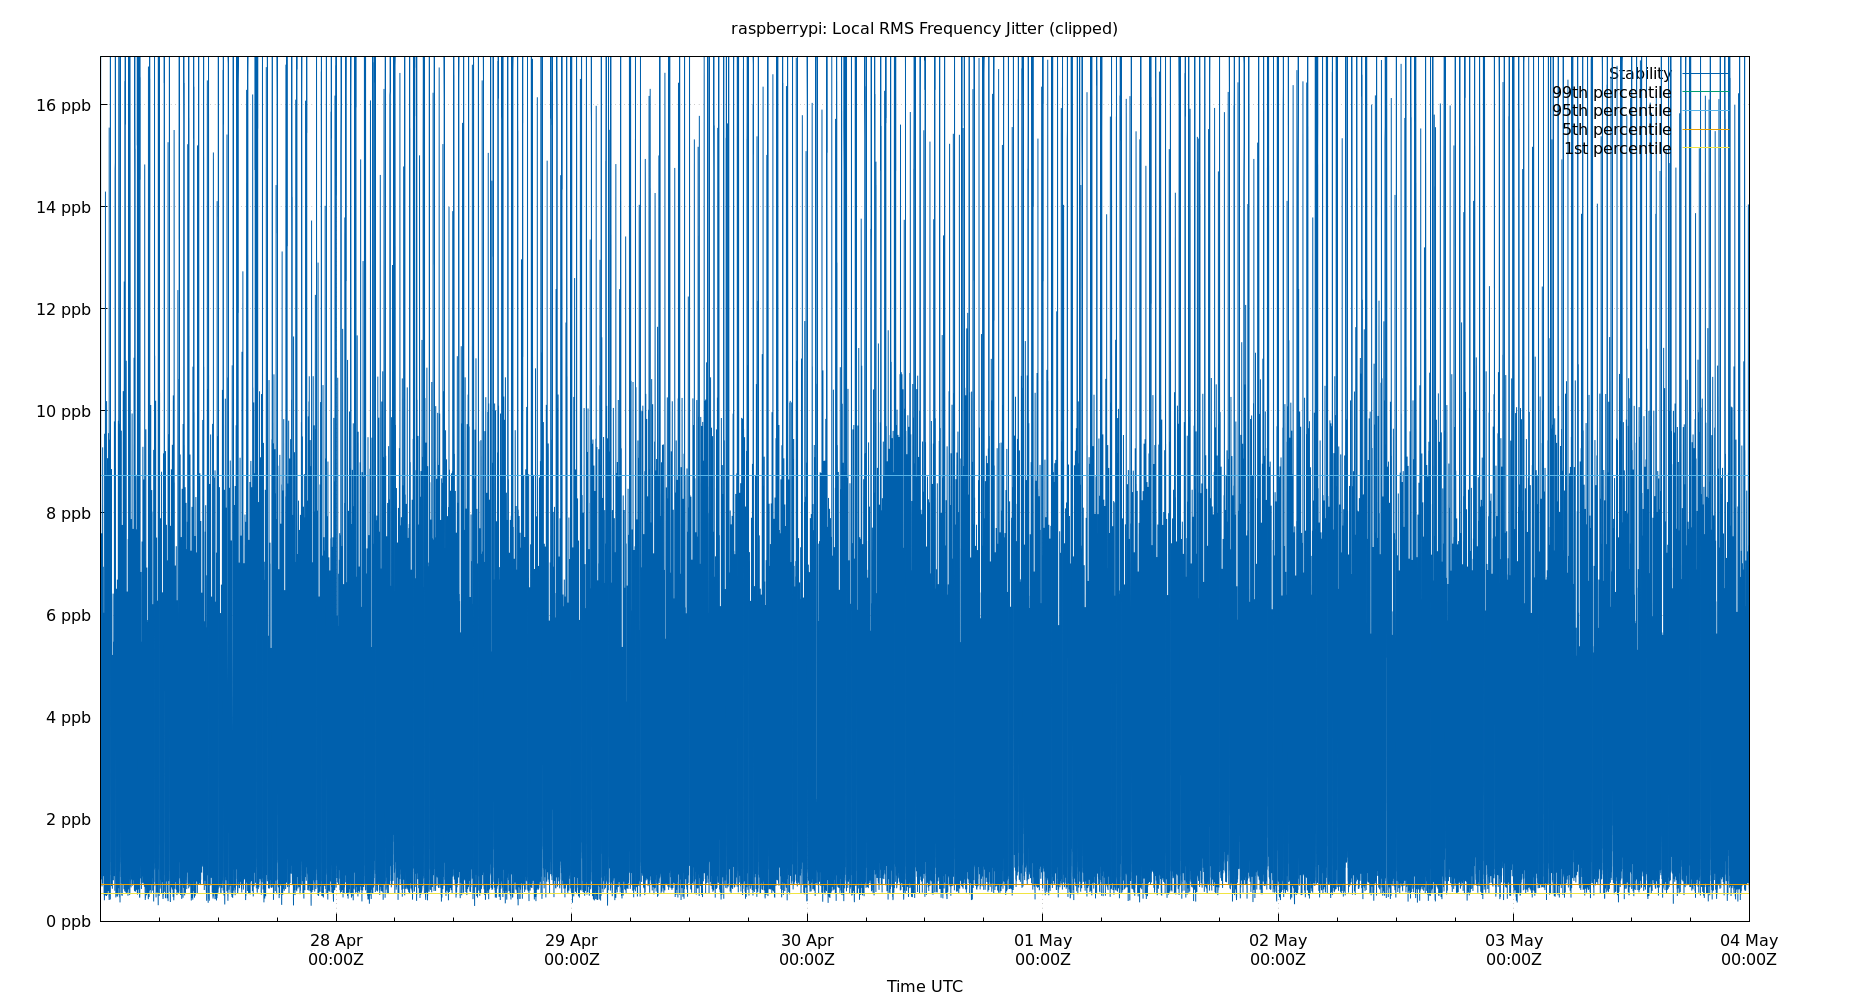 raspberrypi: Local RMS Frequency Jitter (clipped)
Stability
99th percentile
95th percentile
5th percentile
1st percentile
16 ppb
14 ppb
12 ppb
10 ppb
8 ppb
6 ppb
4 ppb
2 ppb
0 ppb
28 Apr 29 Apr 30 Apr 01 May 02 May 03 May 04 May
00:00Z 00:00Z 00:00Z 00:00Z 00:00Z 00:00Z 00:00Z
Time UTC